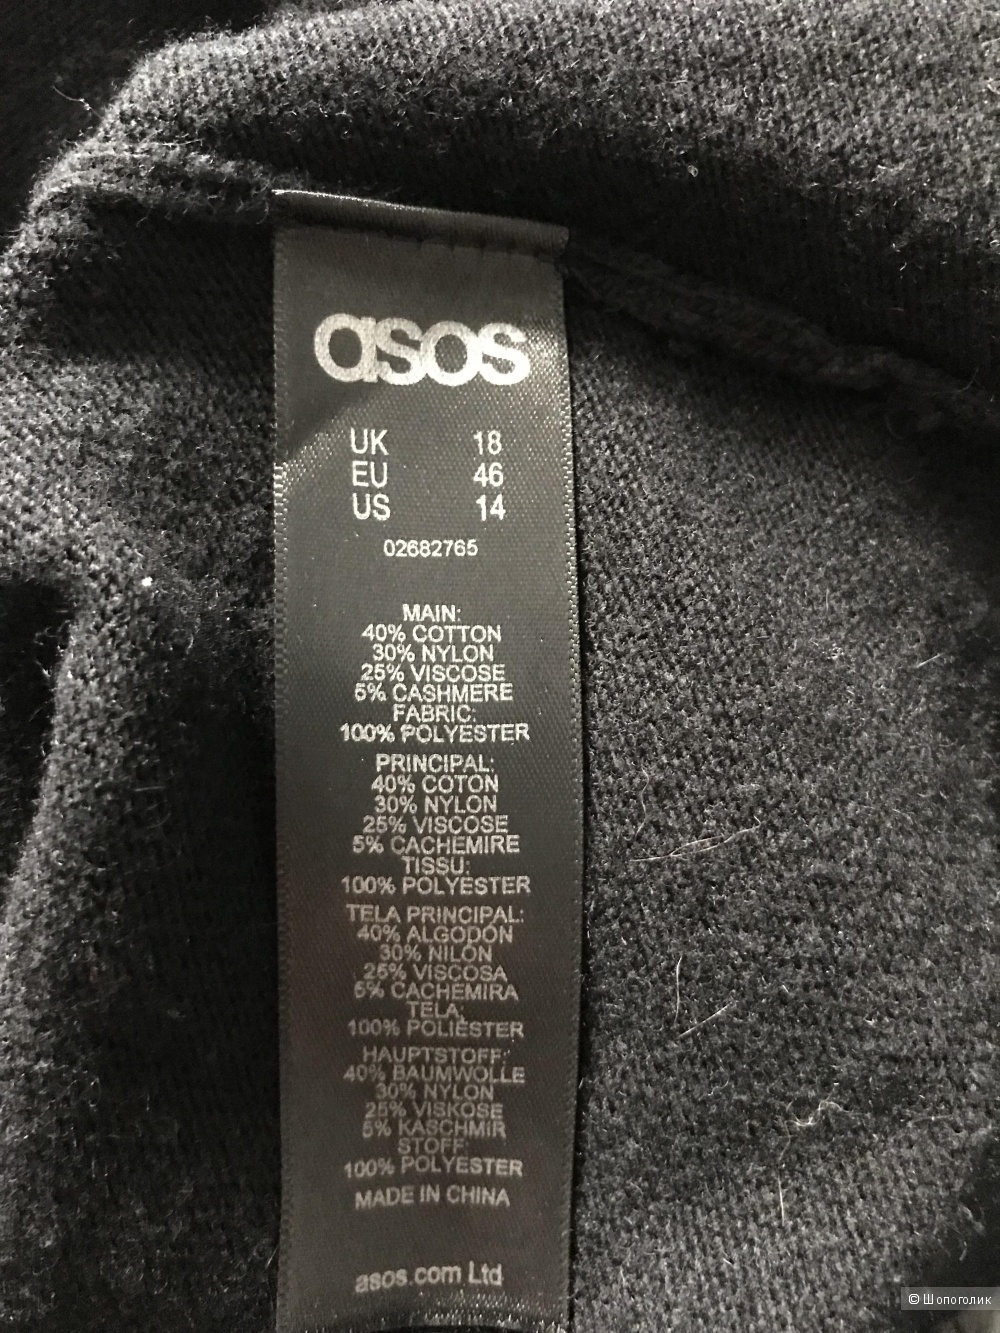 asos
UK 18
EU 46
US 14
02682765
MAIN:
40% COTTON
30% NYLON
25% VISCOSE
5% CASHMERE
FABRIC:
100% POLYESTER
PRINCIPAL:
40% COTON
30% NYLON
25% VISCOSE
5% CACHEMIRE
TISSU:
100% POLYESTER
TELA PRINCIPAL:
40% ALGODÓN
30% NILÓN
25% VISCOSA
5% CACHEMIRA
TELA:
100% POLIÉSTER
HAUPTSTOFF:
40% BAUMWOLLE
30% NYLON
25% VISKOSE
5% KASCHMIR
STOFF:
100% POLYESTER
MADE IN CHINA
asos.com Ltd
© Шопоголик